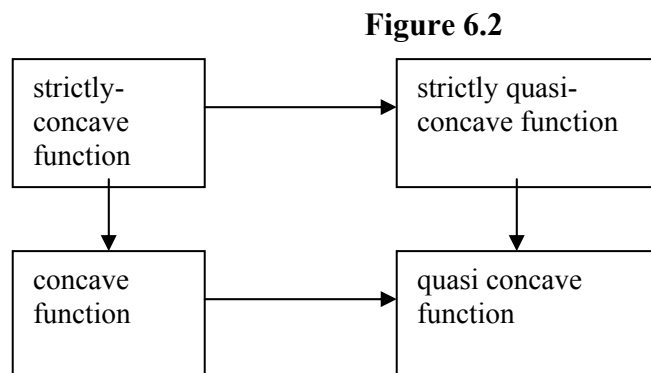 Figure 6.2
strictly-
concave
function
strictly quasi-
concave function
concave
function
quasi concave
function